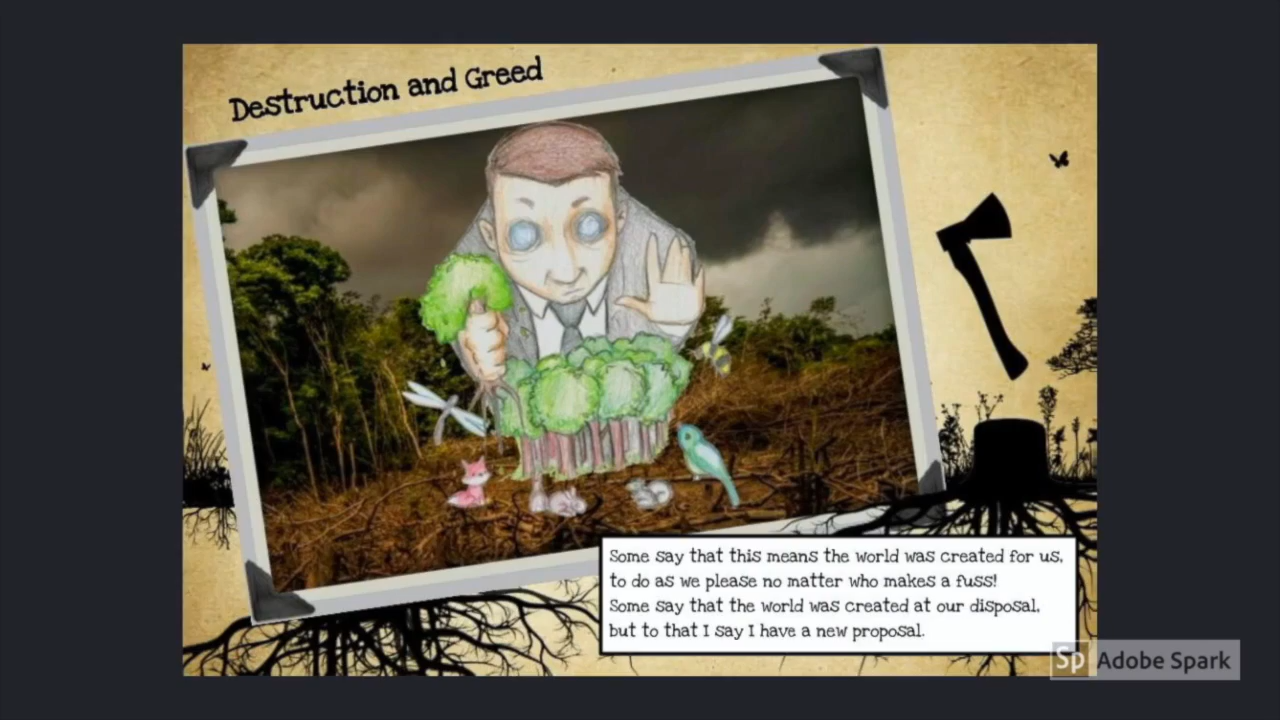 Destruction and Greed
Some say that this means the world was created for us,
to do as we please no matter who makes a fuss!
Some say that the world was created at our disposal,
but to that I say I have a new proposal.
Sp Adobe Spark